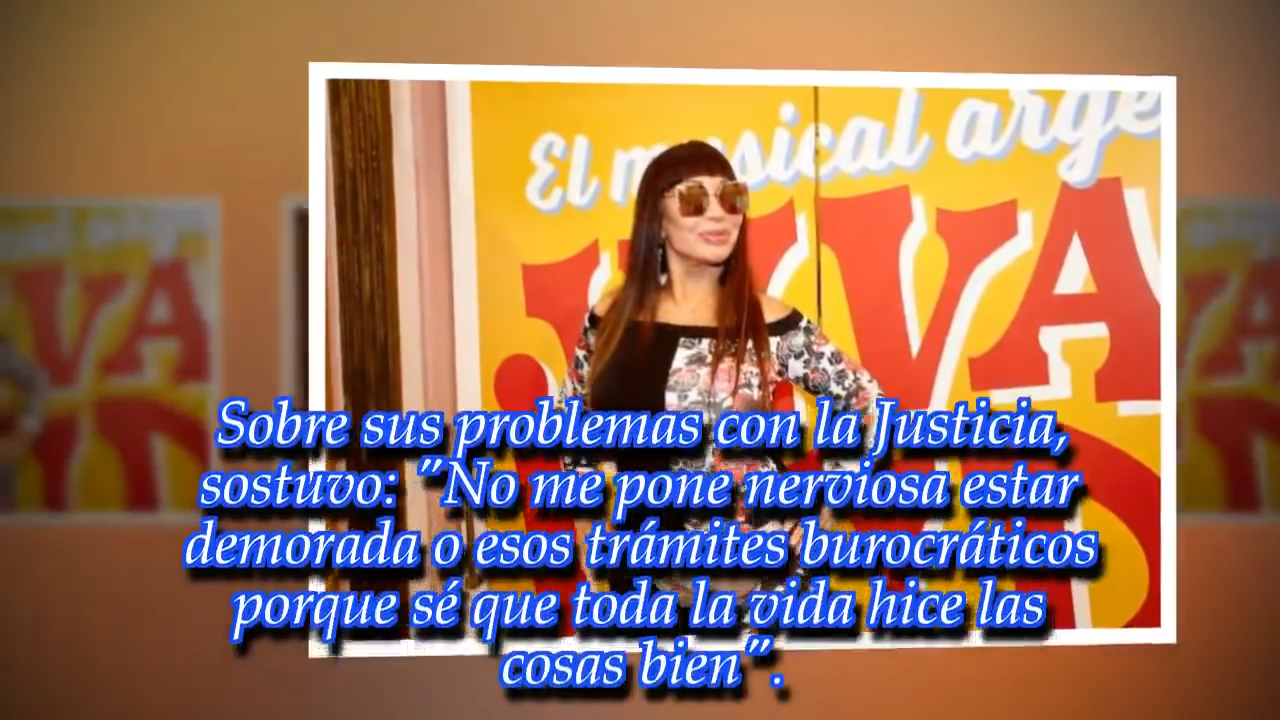 El musical arge
¡VIVA
Sobre sus problemas con la Justicia,
sostuvo: "No me pone nerviosa estar
demorada o esos trámites burocráticos
porque sé que toda la vida hice las
cosas bien".